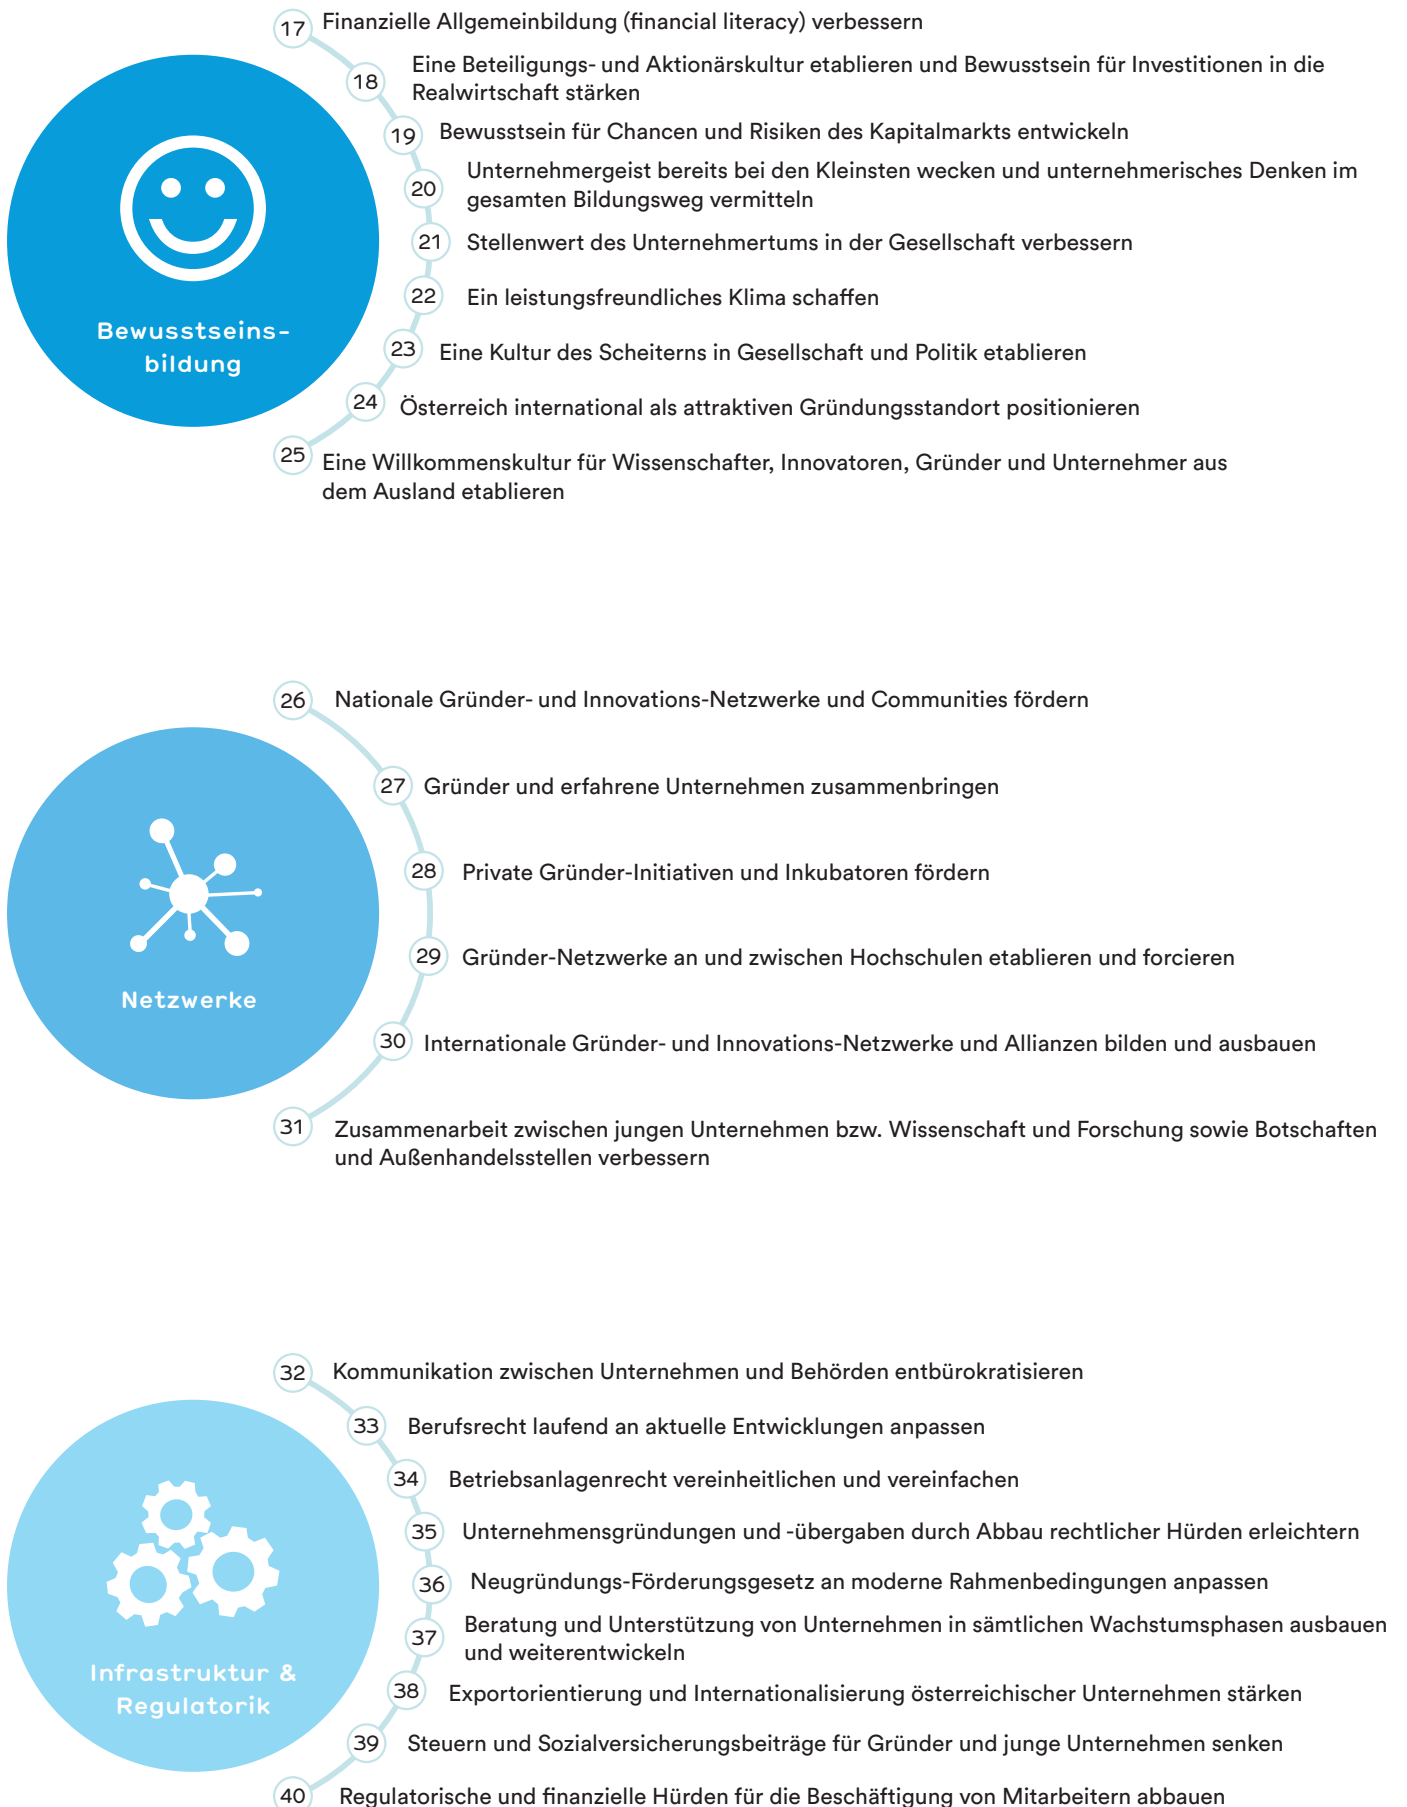 17 Finanzielle Allgemeinbildung (financial literacy) verbessern
18 Eine Beteiligungs- und Aktionärskultur etablieren und Bewusstsein für Investitionen in die
Realwirtschaft stärken
19 Bewusstsein für Chancen und Risiken des Kapitalmarkts entwickeln
20 Unternehmergeist bereits bei den Kleinsten wecken und unternehmerisches Denken im
gesamten Bildungsweg vermitteln
21 Stellenwert des Unternehmertums in der Gesellschaft verbessern
22 Ein leistungsfreundliches Klima schaffen
Bewusstseins-
bildung
23 Eine Kultur des Scheiterns in Gesellschaft und Politik etablieren
24 Österreich international als attraktiven Gründungsstandort positionieren
25 Eine Willkommenskultur für Wissenschafter, Innovatoren, Gründer und Unternehmer aus
dem Ausland etablieren
26 Nationale Gründer- und Innovations-Netzwerke und Communities fördern
27 Gründer und erfahrene Unternehmen zusammenbringen
28 Private Gründer-Initiativen und Inkubatoren fördern
29 Gründer-Netzwerke an und zwischen Hochschulen etablieren und forcieren
Netzwerke
30 Internationale Gründer- und Innovations-Netzwerke und Allianzen bilden und ausbauen
31 Zusammenarbeit zwischen jungen Unternehmen bzw. Wissenschaft und Forschung sowie Botschaften
und Außenhandelsstellen verbessern
32 Kommunikation zwischen Unternehmen und Behörden entbürokratisieren
33 Berufsrecht laufend an aktuelle Entwicklungen anpassen
34 Betriebsanlagenrecht vereinheitlichen und vereinfachen
35 Unternehmensgründungen und -übergaben durch Abbau rechtlicher Hürden erleichtern
36 Neugründungs-Förderungsgesetz an moderne Rahmenbedingungen anpassen
37 Beratung und Unterstützung von Unternehmen in sämtlichen Wachstumsphasen ausbauen
und weiterentwickeln
Infrastruktur &
Regulatorik
38 Exportorientierung und Internationalisierung österreichischer Unternehmen stärken
39 Steuern und Sozialversicherungsbeiträge für Gründer und junge Unternehmen senken
40 Regulatorische und finanzielle Hürden für die Beschäftigung von Mitarbeitern abbauen